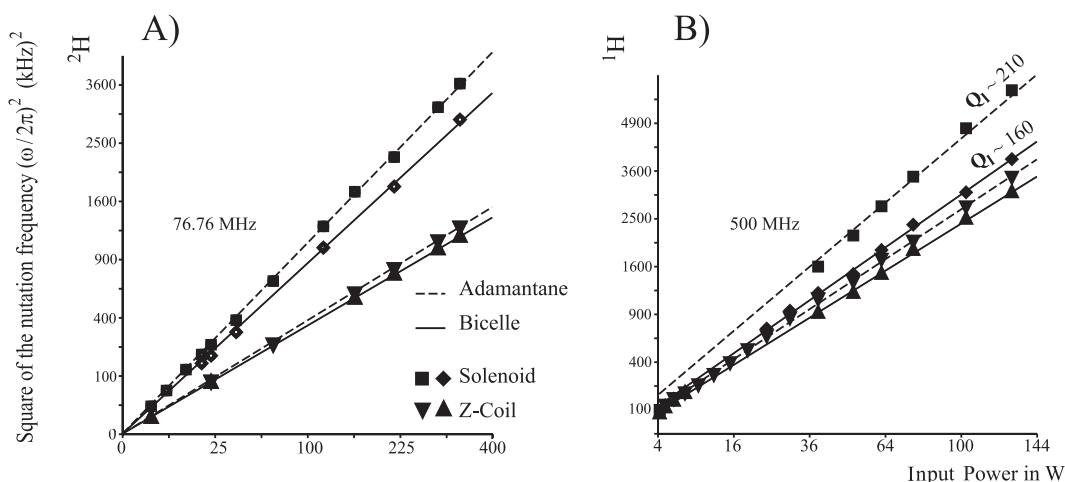 A)
²H
Square of the nutation frequency (ω/2π)² (kHz)²
3600
2500
1600
900
400
100
0
76.76 MHz
Adamantane
Bicelle
Solenoid
Z-Coil
0 25 100 225 400
B)
¹H
4900
3600
2500
1600
900
400
100
500 MHz
Q₁~210
Q₁~160
4 16 36 64 100 144
Input Power in W